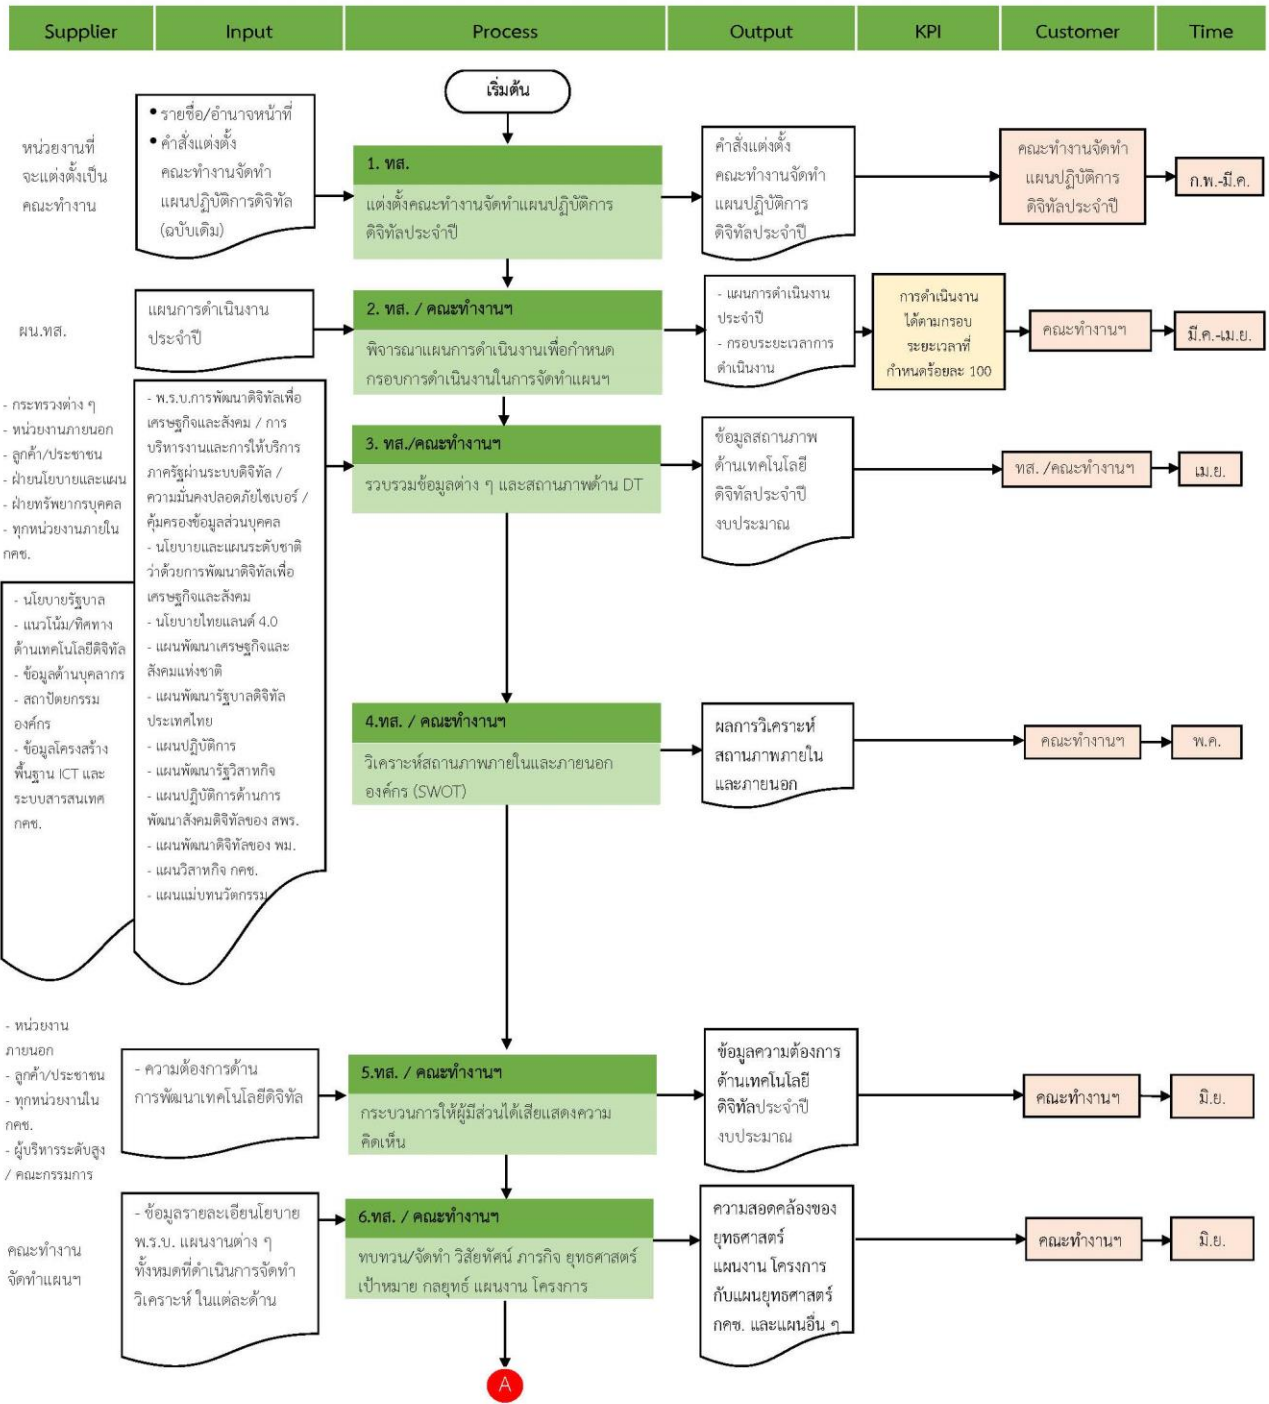 Supplier
Input
Process
Output
KPI
Customer
Time
เริ่มต้น
หน่วยงานที่
จะแต่งตั้งเป็น
คณะทำงาน
• รายชื่อ/อำนาจหน้าที่
• คำสั่งแต่งตั้ง
คณะทำงานจัดทำ
แผนปฏิบัติการดิจิทัล
(ฉบับเดิม)
1. ทส.
แต่งตั้งคณะทำงานจัดทำแผนปฏิบัติการ
ดิจิทัลประจำปี
คำสั่งแต่งตั้ง
คณะทำงานจัดทำ
แผนปฏิบัติการ
ดิจิทัลประจำปี
คณะทำงานจัดทำ
แผนปฏิบัติการ
ดิจิทัลประจำปี
ก.พ.-มี.ค.
ผน.ทส.
แผนการดำเนินงาน
ประจำปี
2. ทส. / คณะทำงานฯ
พิจารณาแผนการดำเนินงานเพื่อกำหนด
กรอบการดำเนินงานในการจัดทำแผนฯ
- แผนการดำเนินงาน
ประจำปี
- กรอบระยะเวลาการ
ดำเนินงาน
การดำเนินงาน
ได้ตามกรอบ
ระยะเวลาที่
กำหนดร้อยละ 100
คณะทำงานฯ
มี.ค.-เม.ย.
- กระทรวงต่าง ๆ
- หน่วยงานภายนอก
- ลูกค้า/ประชาชน
- ฝ่ายนโยบายและแผน
- ฝ่ายทรัพยากรบุคคล
- ทุกหน่วยงานภายใน
กคช.
- นโยบายรัฐบาล
- แนวโน้ม/ทิศทาง
ด้านเทคโนโลยีดิจิทัล
- ข้อมูลด้านบุคลากร
- สถาปัตยกรรม
องค์กร
- ข้อมูลโครงสร้าง
พื้นฐาน ICT และ
ระบบสารสนเทศ
กคช.
- พ.ร.บ.การพัฒนาดิจิทัลเพื่อ
เศรษฐกิจและสังคม / การ
บริหารงานและการให้บริการ
ภาครัฐผ่านระบบดิจิทัล /
ความมั่นคงปลอดภัยไซเบอร์ /
คุ้มครองข้อมูลส่วนบุคคล
- นโยบายและแผนระดับชาติ
ว่าด้วยการพัฒนาดิจิทัลเพื่อ
เศรษฐกิจและสังคม
- นโยบายไทยแลนด์ 4.0
- แผนพัฒนาเศรษฐกิจและ
สังคมแห่งชาติ
- แผนพัฒนารัฐบาลดิจิทัล
ประเทศไทย
- แผนปฏิบัติการ
- แผนพัฒนารัฐวิสาหกิจ
- แผนปฏิบัติการด้านการ
พัฒนาสังคมดิจิทัลของ สพร.
- แผนพัฒนาดิจิทัลของ พม.
- แผนวิสาหกิจ กคช.
- แผนแม่บทนวัตกรรม
3. ทส./คณะทำงานฯ
รวบรวมข้อมูลต่าง ๆ และสถานภาพด้าน DT
ข้อมูลสถานภาพ
ด้านเทคโนโลยี
ดิจิทัลประจำปี
งบประมาณ
ทส. /คณะทำงานฯ
เม.ย.
4.ทส. / คณะทำงานฯ
วิเคราะห์สถานภาพภายในและภายนอก
องค์กร (SWOT)
ผลการวิเคราะห์
สถานภาพภายใน
และภายนอก
คณะทำงานฯ
พ.ค.
- หน่วยงาน
ภายนอก
- ลูกค้า/ประชาชน
- ทุกหน่วยงานใน
กคช.
- ผู้บริหารระดับสูง
/ คณะกรรมการ
- ความต้องการด้าน
การพัฒนาเทคโนโลยีดิจิทัล
5.ทส. / คณะทำงานฯ
กระบวนการให้ผู้มีส่วนได้เสียแสดงความ
คิดเห็น
ข้อมูลความต้องการ
ด้านเทคโนโลยี
ดิจิทัลประจำปี
งบประมาณ
คณะทำงานฯ
มิ.ย.
คณะทำงาน
จัดทำแผนฯ
- ข้อมูลรายละเอียนโยบาย
พ.ร.บ. แผนงานต่าง ๆ
ทั้งหมดที่ดำเนินการจัดทำ
วิเคราะห์ ในแต่ละด้าน
6.ทส. / คณะทำงานฯ
ทบทวน/จัดทำ วิสัยทัศน์ ภารกิจ ยุทธศาสตร์
เป้าหมาย กลยุทธ์ แผนงาน โครงการ
ความสอดคล้องของ
ยุทธศาสตร์
แผนงาน โครงการ
กับแผนยุทธศาสตร์
กคช. และแผนอื่น ๆ
คณะทำงานฯ
มิ.ย.
A